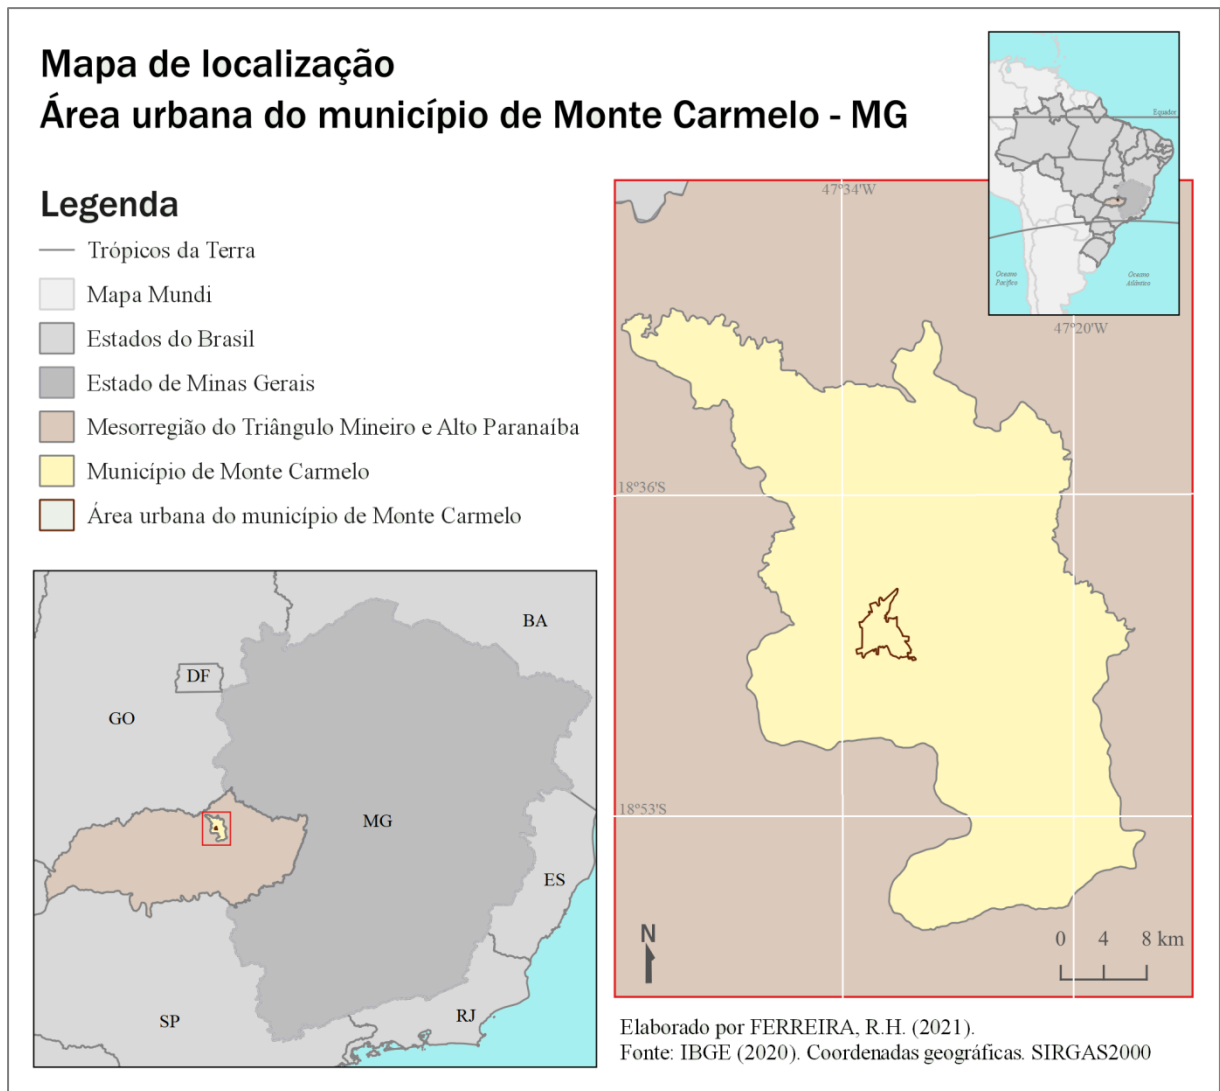 Mapa de localização
Área urbana do município de Monte Carmelo - MG
Legenda
Trópicos da Terra
Mapa Mundi
Estados do Brasil
Estado de Minas Gerais
Mesorregião do Triângulo Mineiro e Alto Paranaíba
Município de Monte Carmelo
Área urbana do município de Monte Carmelo
Equador
Oceano
Pacífico
Oceano
Atlântico
47°34'W
47°20'W
18°36'S
18°53'S
N
0 4 8 km
BA
DF
GO
MG
ES
SP
RJ
Elaborado por FERREIRA, R.H. (2021).
Fonte: IBGE (2020). Coordenadas geográficas. SIRGAS2000